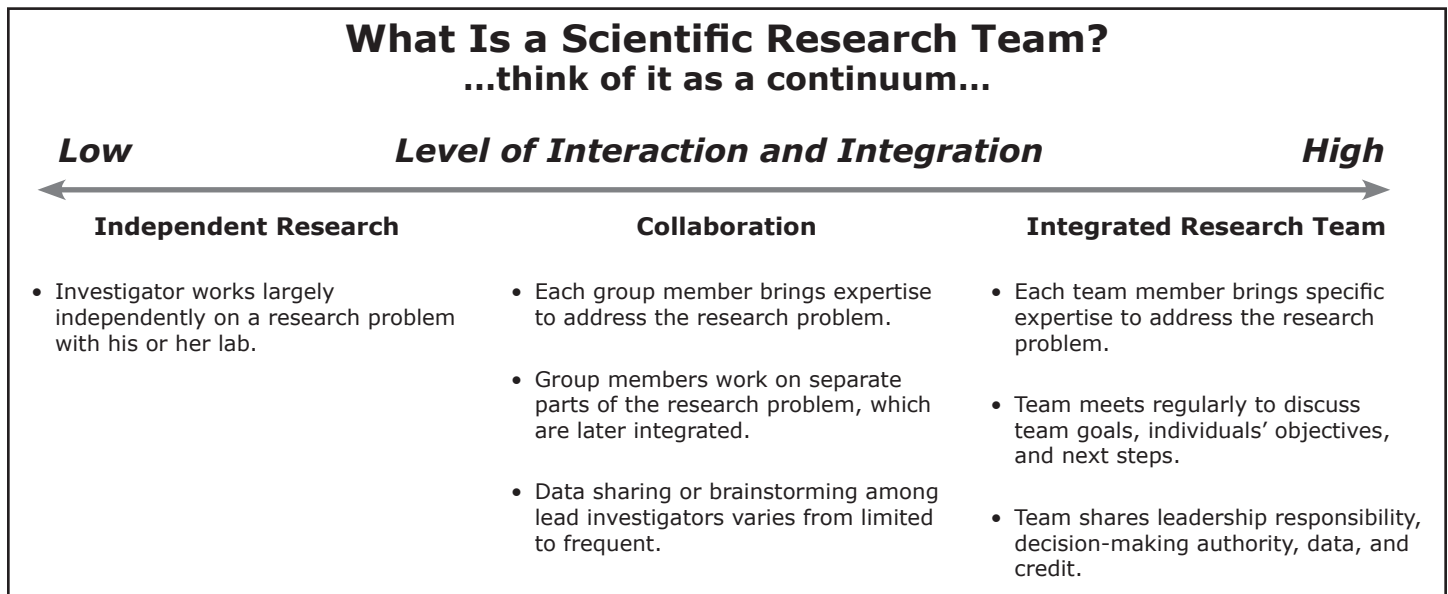 What Is a Scientific Research Team?
...think of it as a continuum...
Low Level of Interaction and Integration High
Independent Research
• Investigator works largely
independently on a research problem
with his or her lab.
Collaboration
• Each group member brings expertise
to address the research problem.
• Group members work on separate
parts of the research problem, which
are later integrated.
• Data sharing or brainstorming among
lead investigators varies from limited
to frequent.
Integrated Research Team
• Each team member brings specific
expertise to address the research
problem.
• Team meets regularly to discuss
team goals, individuals’ objectives,
and next steps.
• Team shares leadership responsibility,
decision-making authority, data, and
credit.